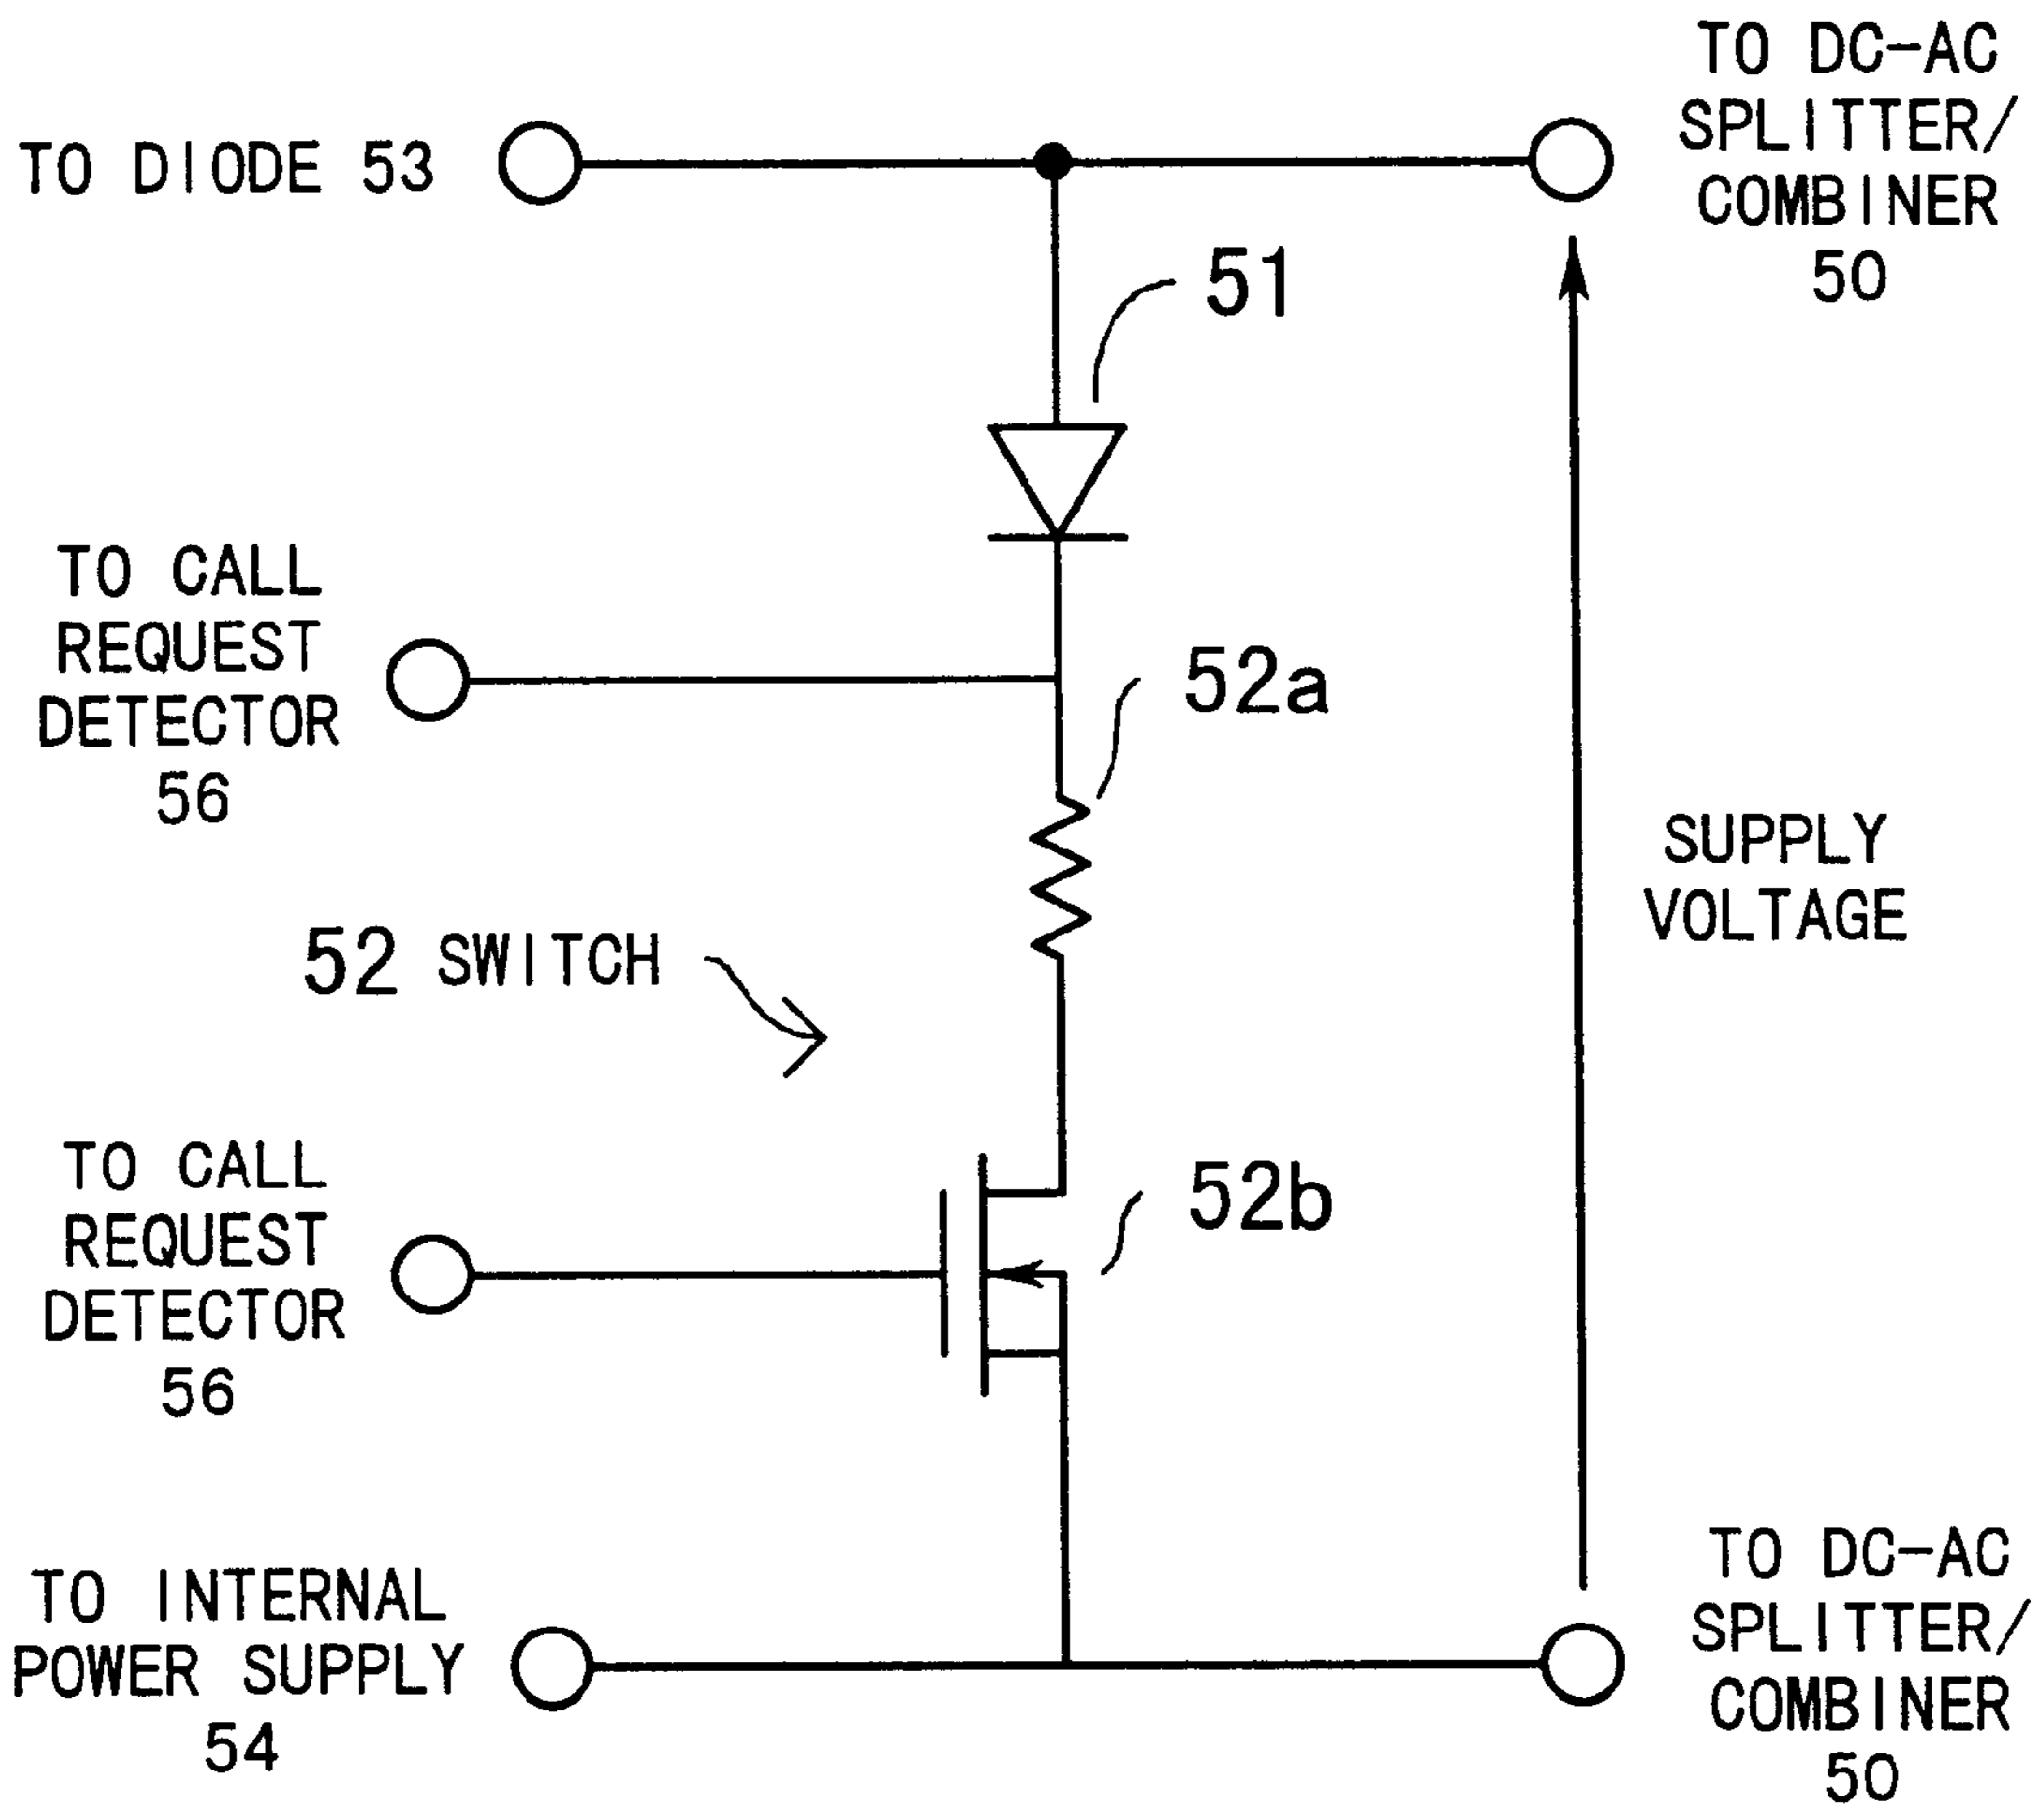 TO DC-AC
SPLITTER/
COMBINER
50
TO DIODE 53
51
TO CALL
REQUEST
DETECTOR
56
52a
SUPPLY
VOLTAGE
52 SWITCH
TO CALL
REQUEST
DETECTOR
56
52b
TO INTERNAL
POWER SUPPLY
54
TO DC-AC
SPLITTER/
COMBINER
50